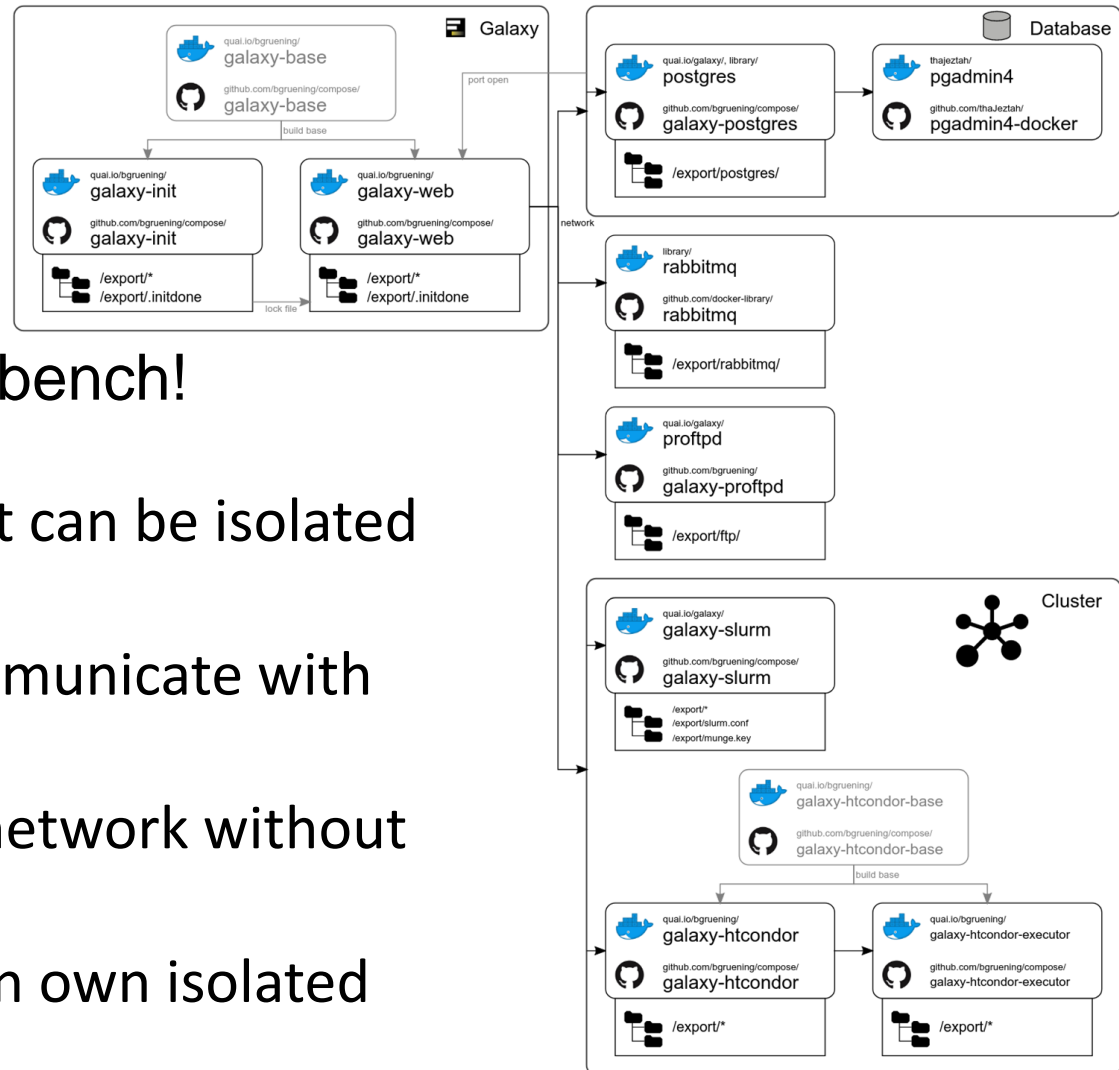 Galaxy
quai.io/bgruening/
galaxy-base
github.com/bgruening/compose/
galaxy-base
build base
port open
quai.io/bgruening/
galaxy-init
github.com/bgruening/compose/
galaxy-init
/export/*
/export/.initdone
lock file
quai.io/bgruening/
galaxy-web
github.com/bgruening/compose/
galaxy-web
/export/*
/export/.initdone
network
Database
quai.io/galaxy/, library/
postgres
github.com/bgruening/compose/
galaxy-postgres
/export/postgres/
thajeztah/
pgadmin4
github.com/thaJeztah/
pgadmin4-docker
library/
rabbitmq
github.com/docker-library/
rabbitmq
/export/rabbitmq/
quai.io/galaxy/
proftpd
github.com/bgruening/
galaxy-proftpd
/export/ftp/
Cluster
quai.io/galaxy/
galaxy-slurm
github.com/bgruening/compose/
galaxy-slurm
/export/*
/export/slurm.conf
/export/munge.key
quai.io/bgruening/
galaxy-htcondor-base
github.com/bgruening/compose/
galaxy-htcondor-base
build base
quai.io/bgruening/
galaxy-htcondor
github.com/bgruening/compose/
galaxy-htcondor
/export/*
quai.io/bgruening/
galaxy-htcondor-executor
github.com/bgruening/compose/
galaxy-htcondor-executor
/export/*
bench!
t can be isolated
municate with
network without
n own isolated